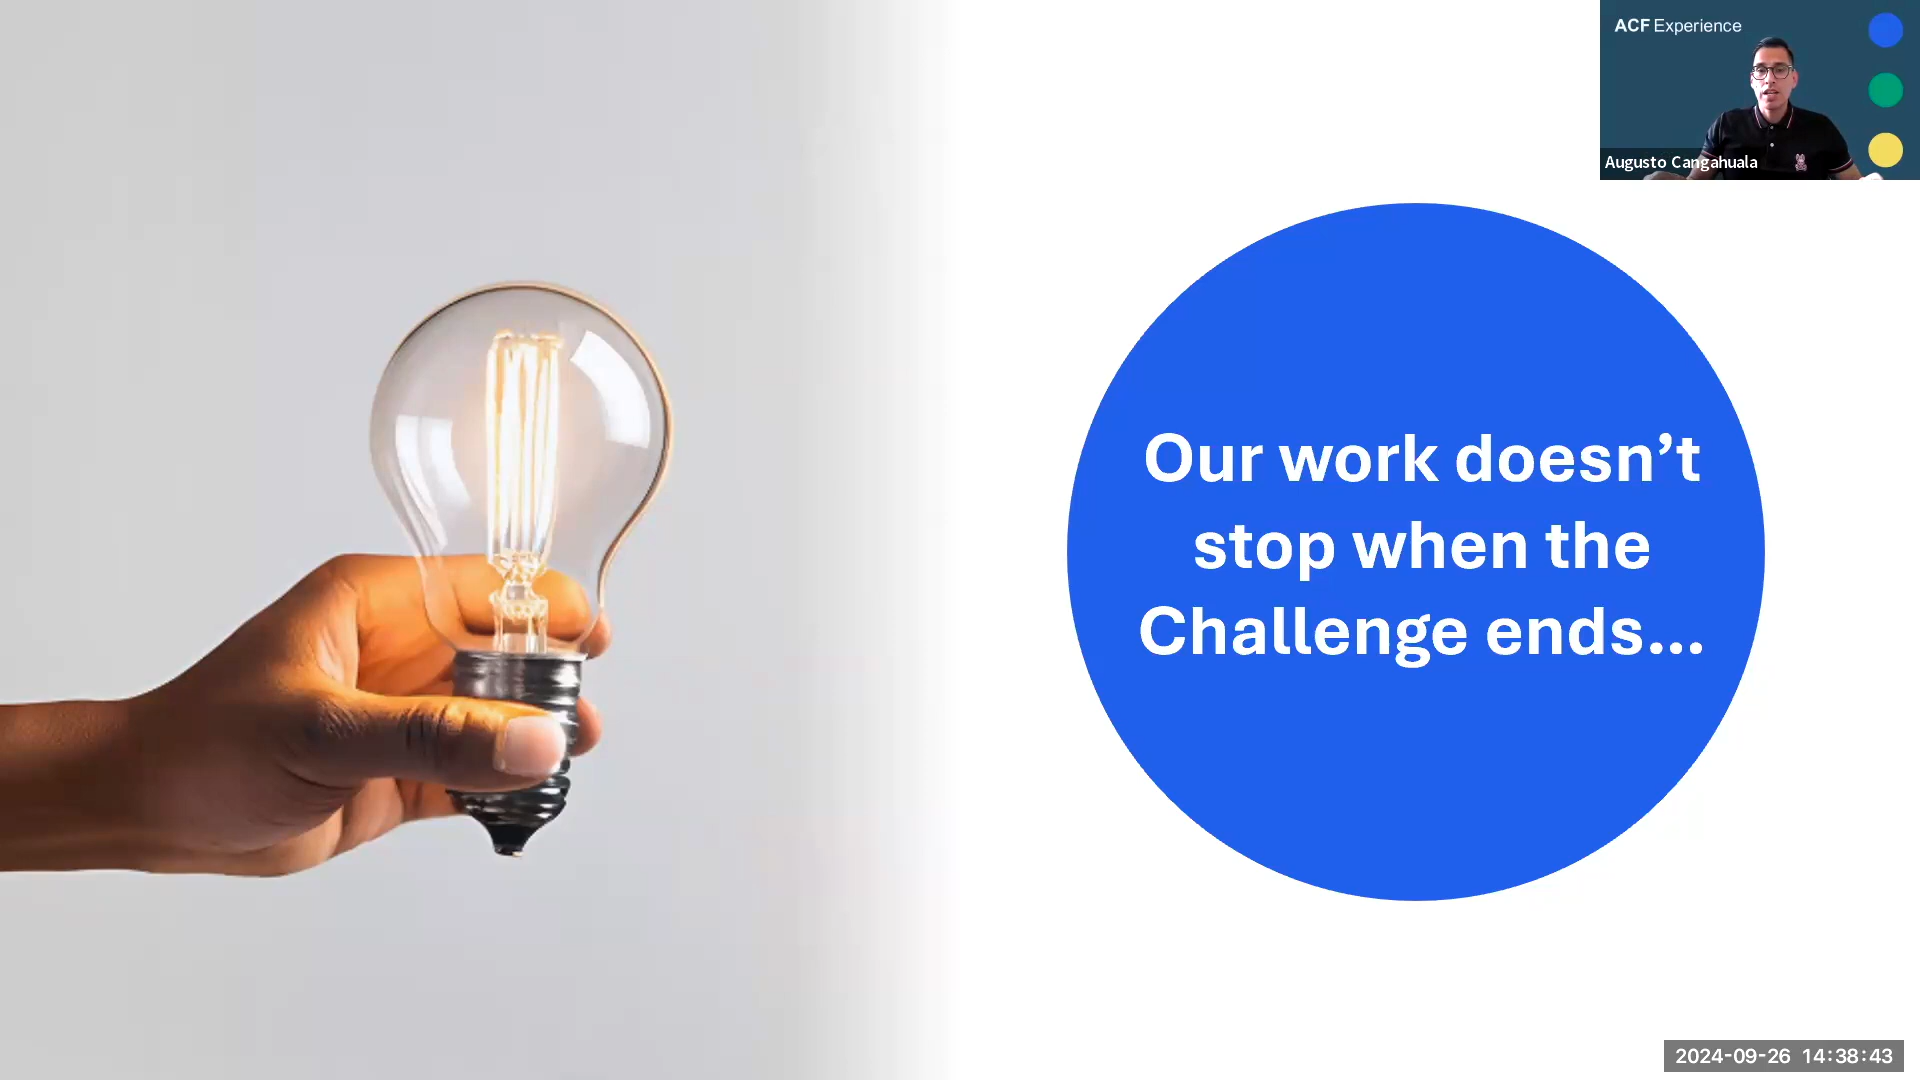 ACF Experience
Augusto Cangahuala
Our work doesn’t
stop when the
Challenge ends...
2024-09-26 14:38:43